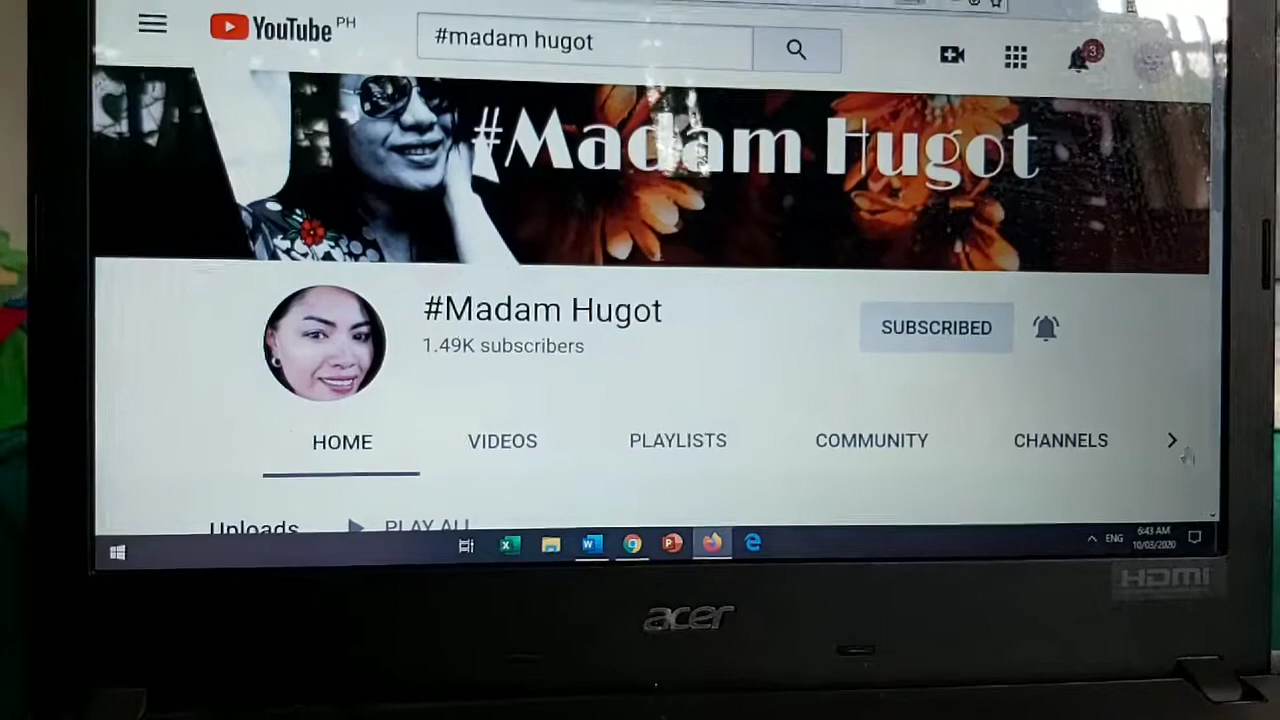 YouTube PH
#madam hugot
3
#Madam Hugot
#Madam Hugot
1.49K subscribers
SUBSCRIBED
HOME
VIDEOS
PLAYLISTS
COMMUNITY
CHANNELS
Uploads
PLAY ALL
ENG
6:43 AM
10/03/2020
HDMI
acer